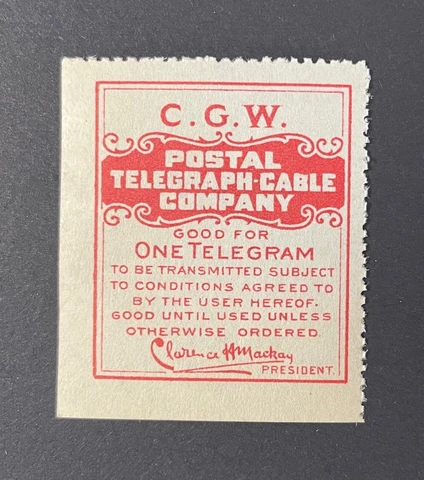 C. G. W.
POSTAL
TELEGRAPH-CABLE
COMPANY
GOOD FOR
ONE TELEGRAM
TO BE TRANSMITTED SUBJECT
TO CONDITIONS AGREED TO
BY THE USER HEREOF.
GOOD UNTIL USED UNLESS
OTHERWISE ORDERED.
Clarence H Mackay
PRESIDENT.